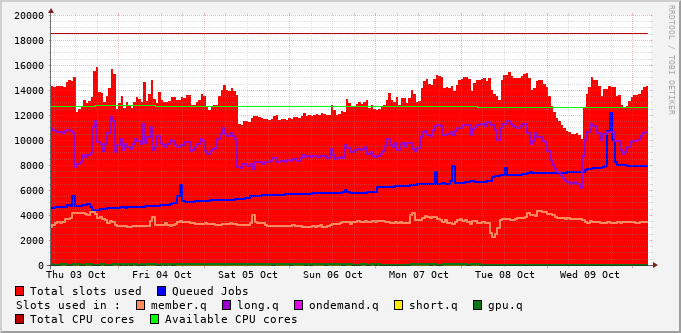 20000
18000
16000
14000
12000
10000
8000
6000
4000
2000
0
Thu 03 Oct Fri 04 Oct Sat 05 Oct Sun 06 Oct Mon 07 Oct Tue 08 Oct Wed 09 Oct
Total slots used Queued Jobs
Slots used in : member.q long.q ondemand.q short.q gpu.q
Total CPU cores Available CPU cores
RRDTOOL / TOBI OETIKER